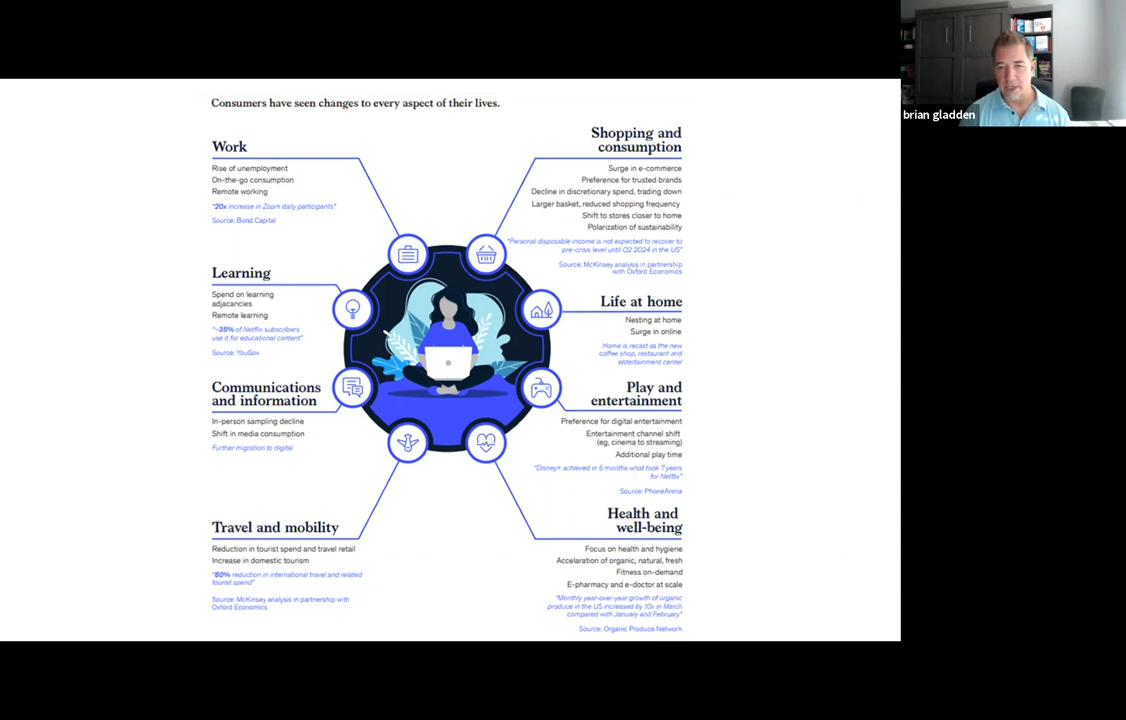 Consumers have seen changes to every aspect of their lives.
Work
Rise of unemployment
On-the-go consumption
Remote working
"20x increase in Zoom daily participants"
Source: Bond Capital
Learning
Spend on learning
adjacancies
Remote learning
"~35% of Netflix subscribers
use it for educational content"
Source: YouGov
Communications
and information
In-person sampling decline
Shift in media consumption
Further migration to digital
Travel and mobility
Reduction in tourist spend and travel retail
Increase in domestic tourism
"80% reduction in international travel and related
tourist spend"
Source: McKinsey analysis in partnership with
Oxford Economics
Shopping and
consumption
Surge in e-commerce
Preference for trusted brands
Decline in discretionary spend, trading down
Larger basket, reduced shopping frequency
Shift to stores closer to home
Polarization of sustainability
"Personal disposable income is not expected to recover to
pre-crisis level until Q2 2024 in the US"
Source: McKinsey analysis in partnership
with Oxford Economics
Life at home
Nesting at home
Surge in online
Home is recast as the new
coffee shop, restaurant and
entertainment center
Play and
entertainment
Preference for digital entertainment
Entertainment channel shift
(eg, cinema to streaming)
Additional play time
"Disney+ achieved in 5 months what took 7 years
for Netflix"
Source: PhoneArena
Health and
well-being
Focus on health and hygiene
Accelaration of organic, natural, fresh
Fitness on-demand
E-pharmacy and e-doctor at scale
"Monthly year-over-year growth of organic
produce in the US increased by 10x in March
compared with January and February"
Source: Organic Produce Network
brian gladden